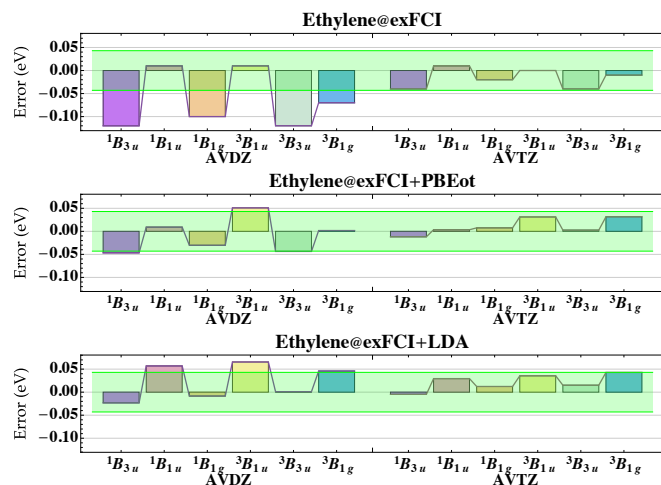 Ethylene@exFCI
Error (eV)
0.05
0.00
−0.05
−0.10
¹B₃ᵤ ¹B₁ᵤ ¹B₁g ³B₁ᵤ ³B₃ᵤ ³B₁g ¹B₃ᵤ ¹B₁ᵤ ¹B₁g ³B₁ᵤ ³B₃ᵤ ³B₁g
AVDZ AVTZ
Ethylene@exFCI+PBEot
Error (eV)
0.05
0.00
−0.05
−0.10
¹B₃ᵤ ¹B₁ᵤ ¹B₁g ³B₁ᵤ ³B₃ᵤ ³B₁g ¹B₃ᵤ ¹B₁ᵤ ¹B₁g ³B₁ᵤ ³B₃ᵤ ³B₁g
AVDZ AVTZ
Ethylene@exFCI+LDA
Error (eV)
0.05
0.00
−0.05
−0.10
¹B₃ᵤ ¹B₁ᵤ ¹B₁g ³B₁ᵤ ³B₃ᵤ ³B₁g ¹B₃ᵤ ¹B₁ᵤ ¹B₁g ³B₁ᵤ ³B₃ᵤ ³B₁g
AVDZ AVTZ